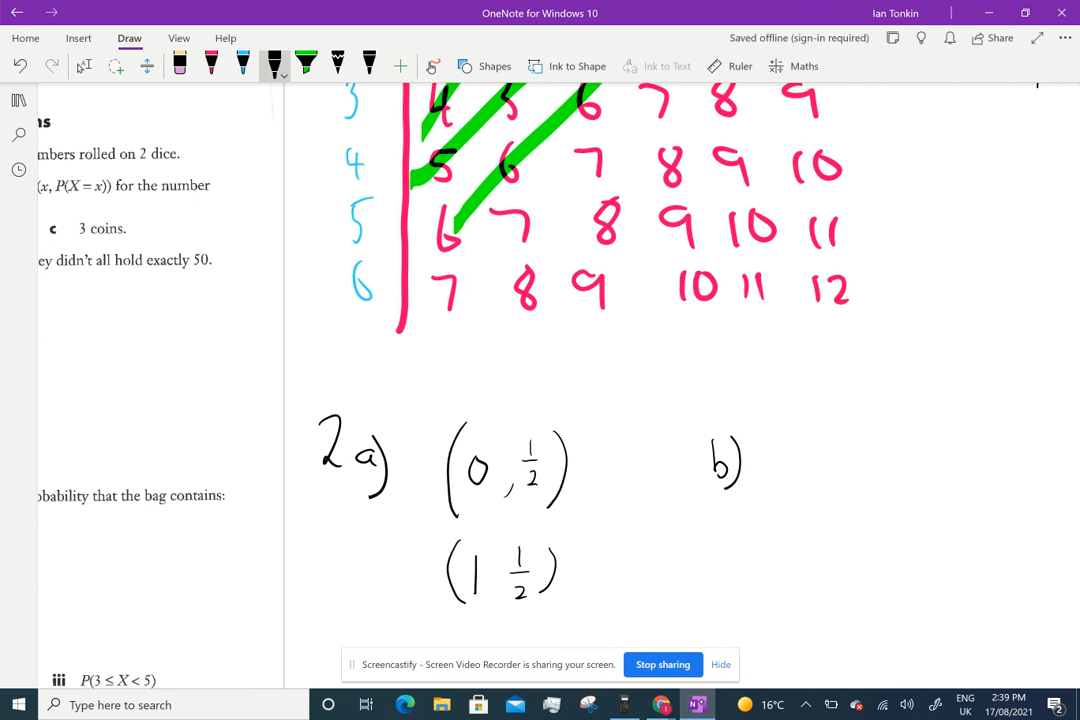 OneNote for Windows 10
Ian Tonkin
Home Insert Draw View Help
Saved offline (sign-in required)
Share
Shapes
Ink to Shape
Ink to Text
Ruler
Maths
3 4 5 6 7 8 9
4 5 6 7 8 9 10
5 6 7 8 9 10 11
6 7 8 9 10 11 12
ns
mbers rolled on 2 dice.
(x, P(X = x)) for the number
c 3 coins.
ey didn't all hold exactly 50.
obability that the bag contains:
iii P(3 ≤ X < 5)
2a) (0, 1/2) b)
(1 1/2)
Screencastify - Screen Video Recorder is sharing your screen.
Stop sharing
Hide
Type here to search
16°C
ENG
UK
2:39 PM
17/08/2021
2